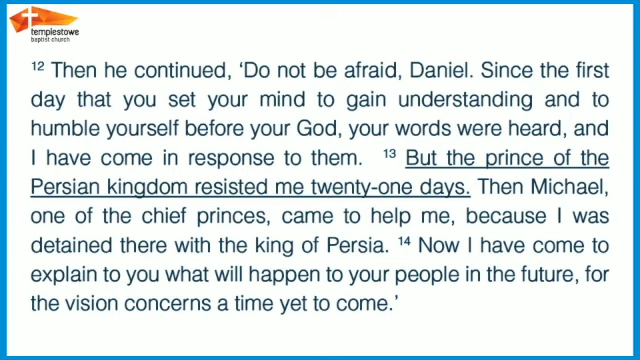 templestowe
baptist church
12 Then he continued, ‘Do not be afraid, Daniel. Since the first
day that you set your mind to gain understanding and to
humble yourself before your God, your words were heard, and
I have come in response to them. 13 But the prince of the
Persian kingdom resisted me twenty-one days. Then Michael,
one of the chief princes, came to help me, because I was
detained there with the king of Persia. 14 Now I have come to
explain to you what will happen to your people in the future, for
the vision concerns a time yet to come.’